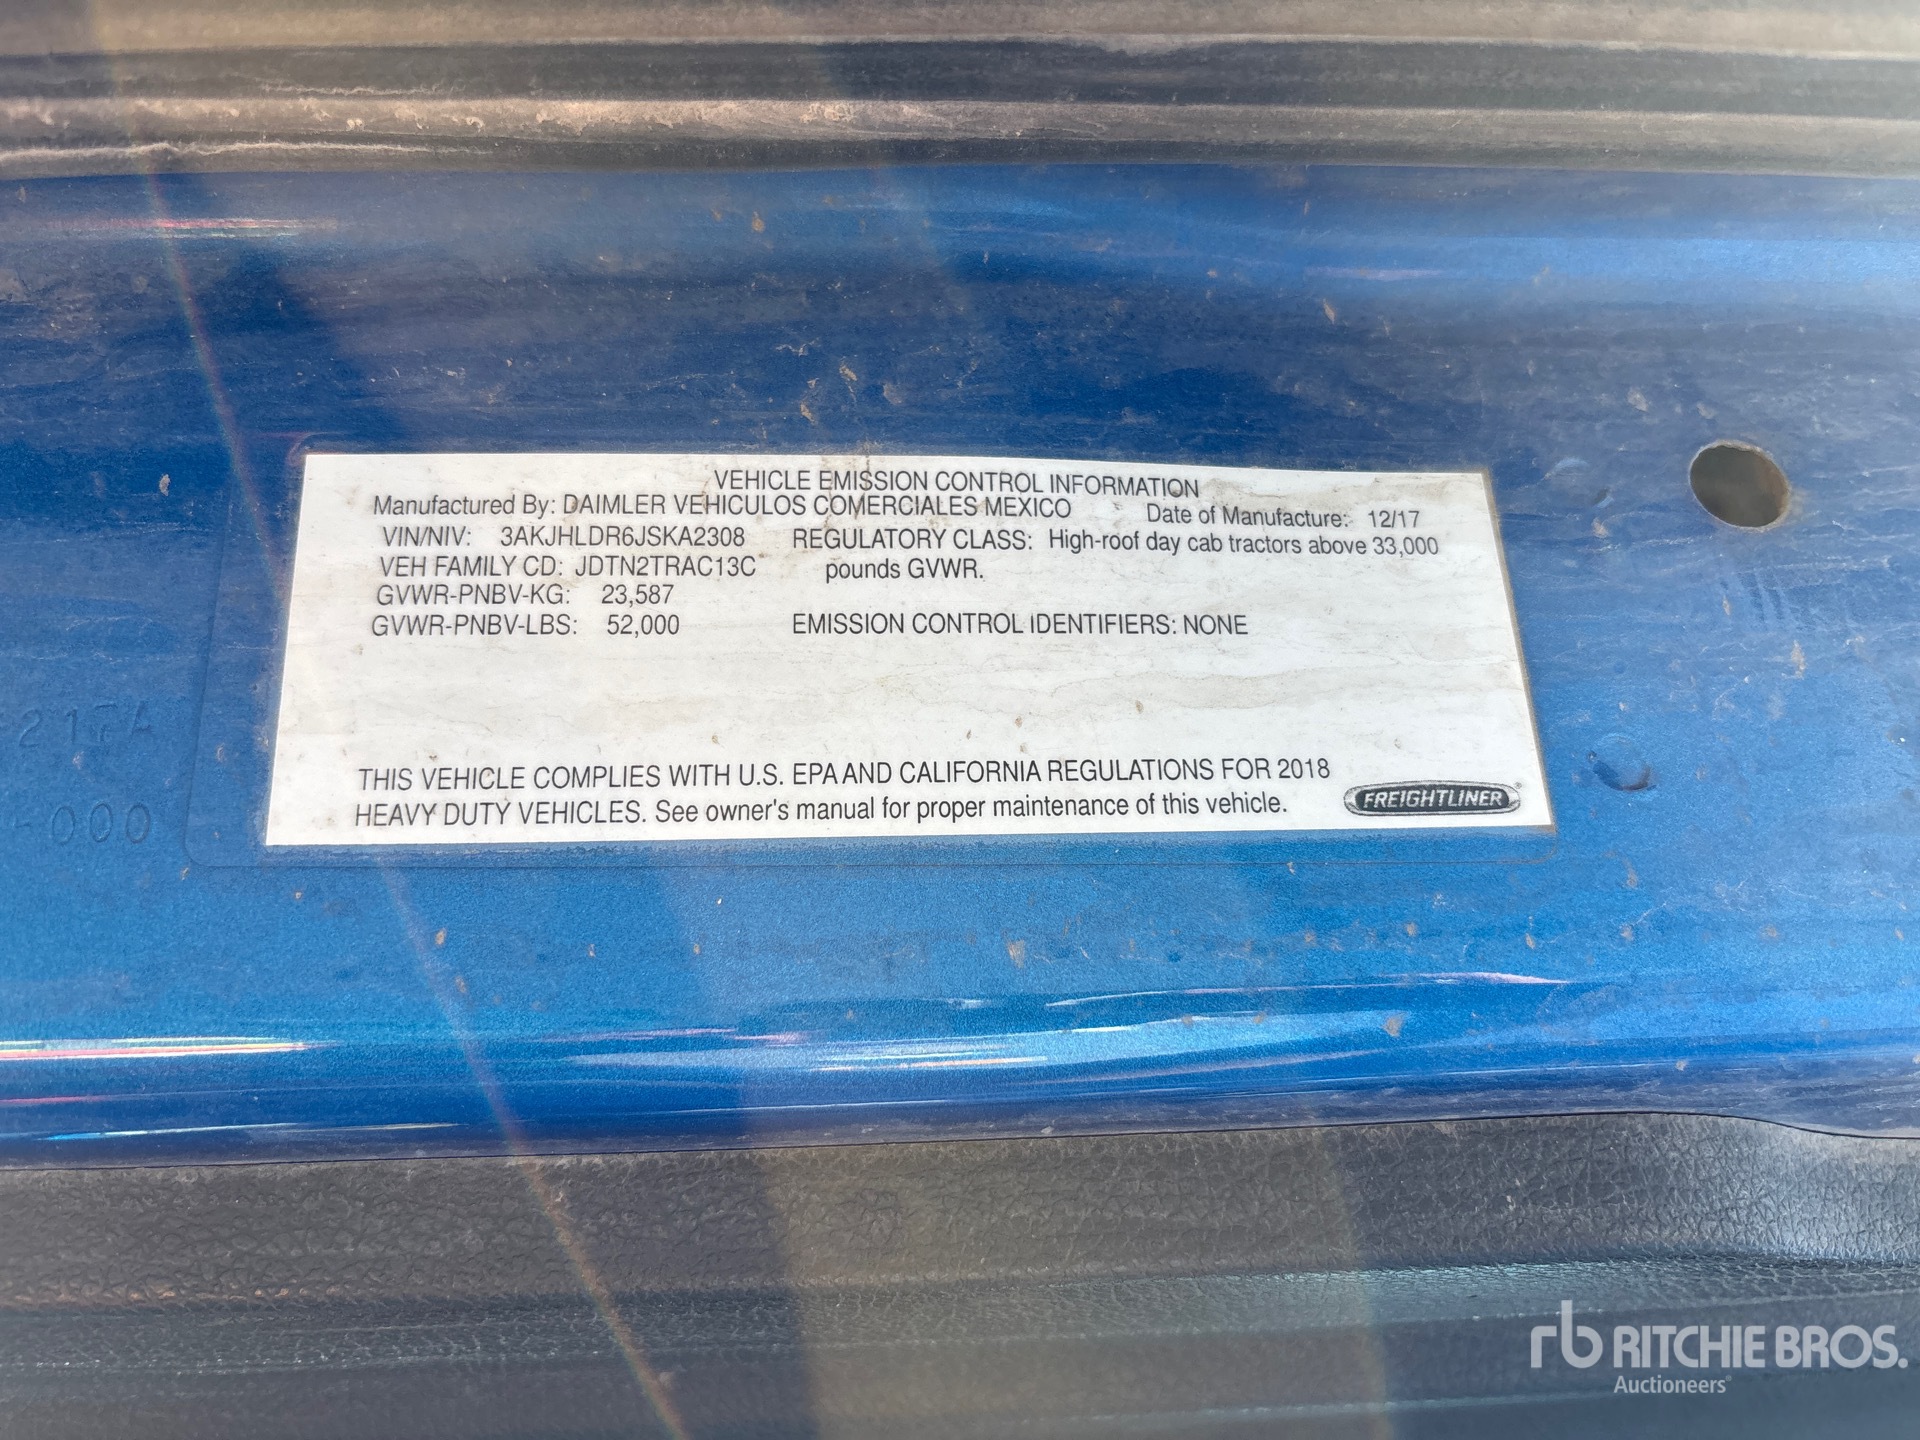 VEHICLE EMISSION CONTROL INFORMATION
Manufactured By: DAIMLER VEHICULOS COMERCIALES MEXICO Date of Manufacture: 12/17
VIN/NIV: 3AKJHLDR6JSKA2308 REGULATORY CLASS: High-roof day cab tractors above 33,000
VEH FAMILY CD: JDTN2TRAC13C pounds GVWR.
GVWR-PNBV-KG: 23,587
GVWR-PNBV-LBS: 52,000 EMISSION CONTROL IDENTIFIERS: NONE
217A
-000
THIS VEHICLE COMPLIES WITH U.S. EPA AND CALIFORNIA REGULATIONS FOR 2018
HEAVY DUTY VEHICLES. See owner's manual for proper maintenance of this vehicle.
FREIGHTLINER®
rb RITCHIE BROS.
Auctioneers®